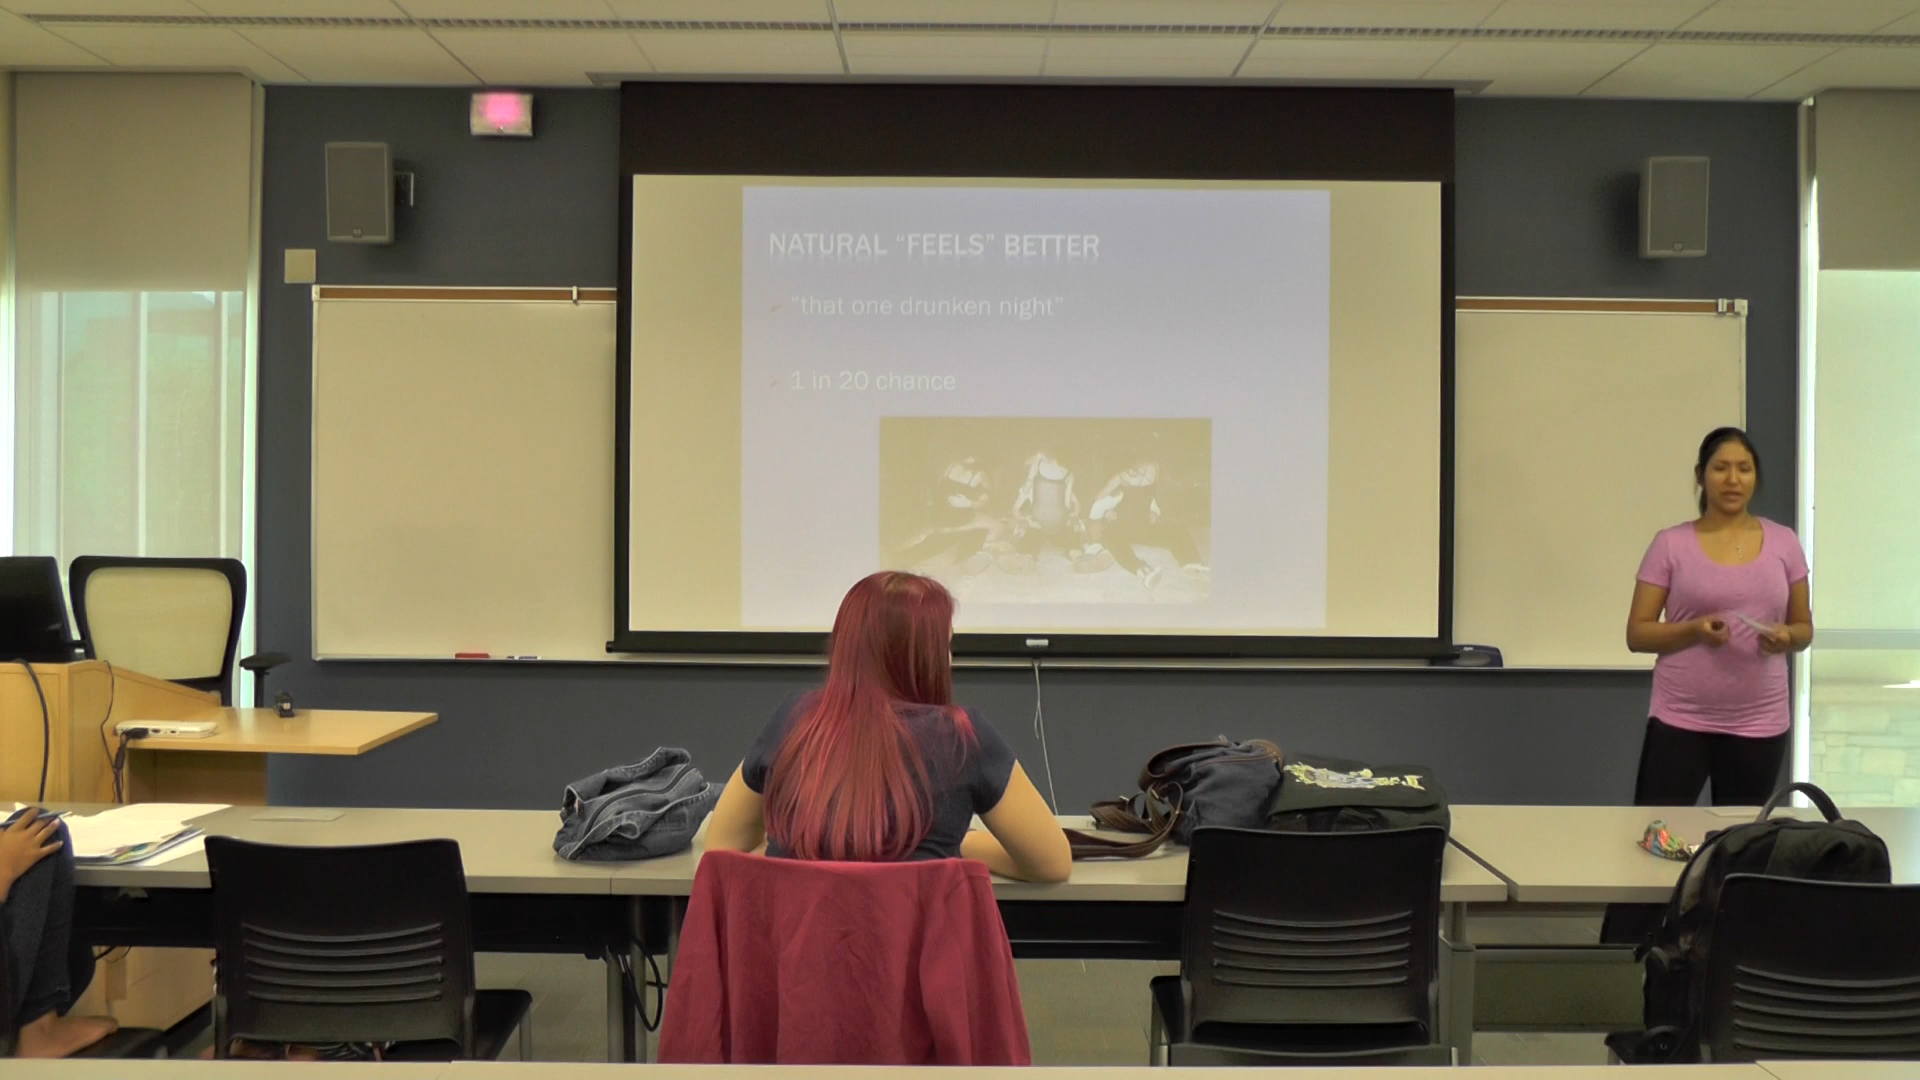 NATURAL “FEELS” BETTER
“that one drunken night”
1 in 20 chance